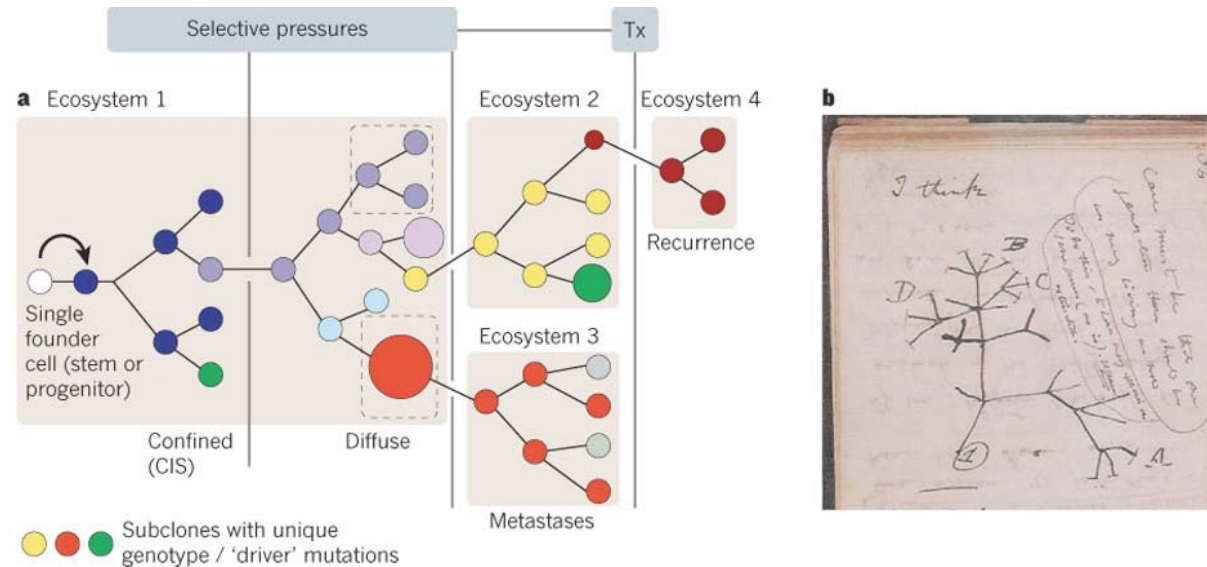 Selective pressures
Tx
a Ecosystem 1
Ecosystem 2
Ecosystem 4
Single
founder
cell (stem or
progenitor)
Confined
(CIS)
Diffuse
Recurrence
Ecosystem 3
Metastases
Subclones with unique
genotype / ‘driver’ mutations
b
I think
B
C
D
A
1